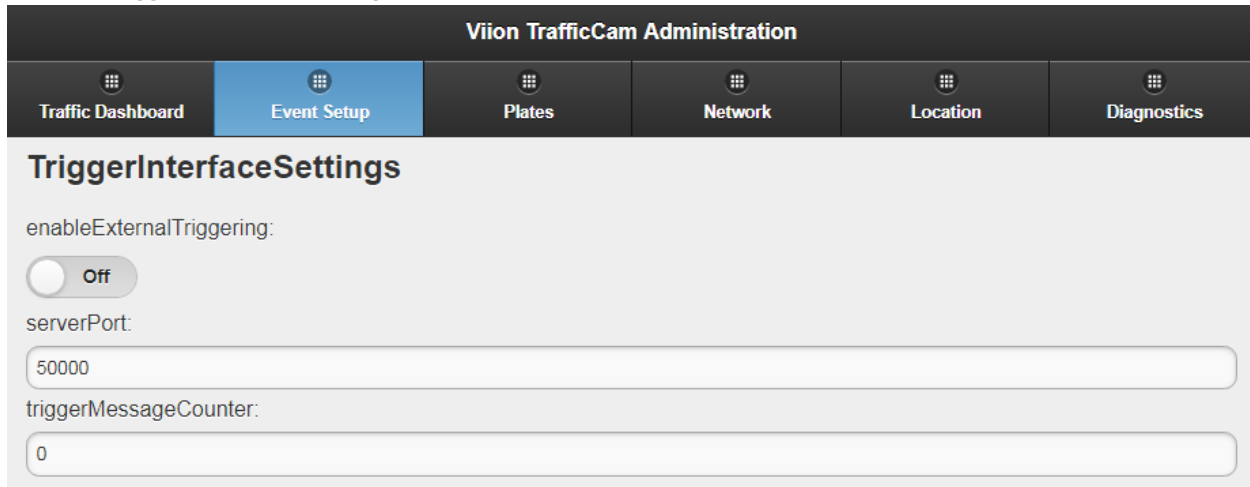 Viion TrafficCam Administration
Traffic Dashboard Event Setup Plates Network Location Diagnostics
TriggerInterfaceSettings
enableExternalTriggering:
Off
serverPort:
50000
triggerMessageCounter:
0